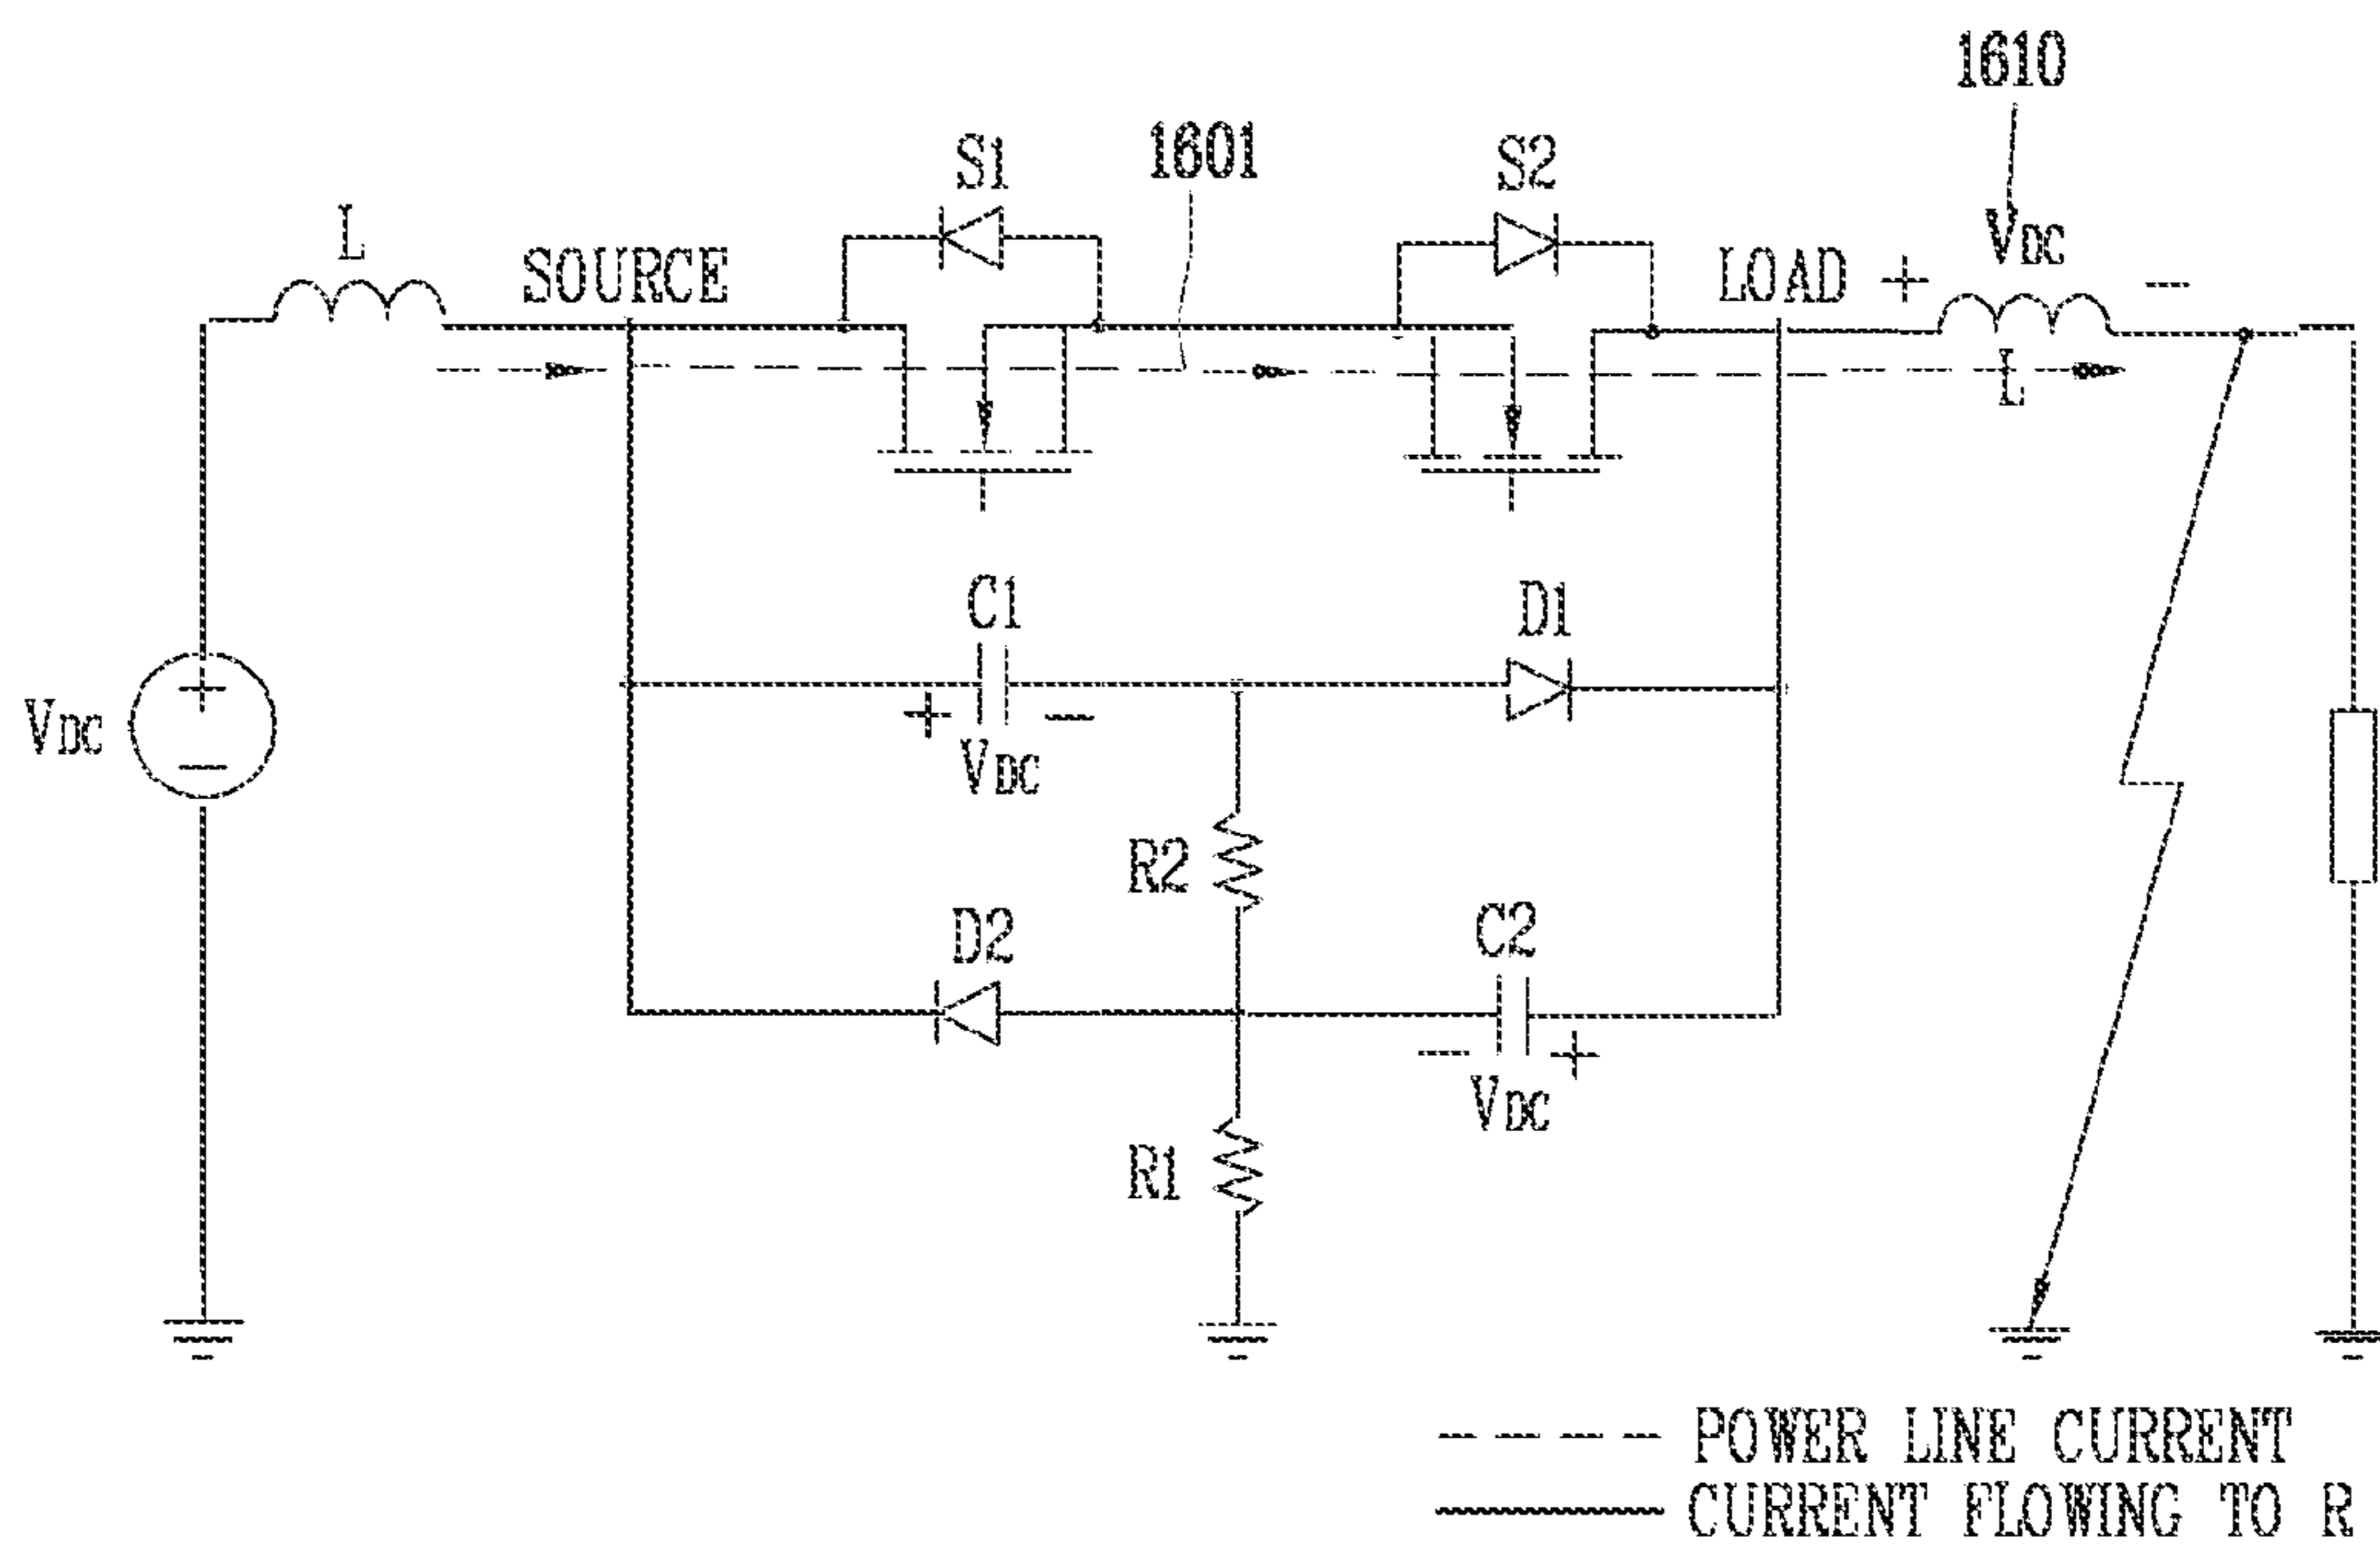 1610
S1
1601
S2
L
SOURCE
LOAD
+
VDC
−
L
C1
D1
VDC
+
−
+
−
VDC
R2
D2
C2
−
+
VDC
R1
POWER LINE CURRENT
CURRENT FLOWING TO R